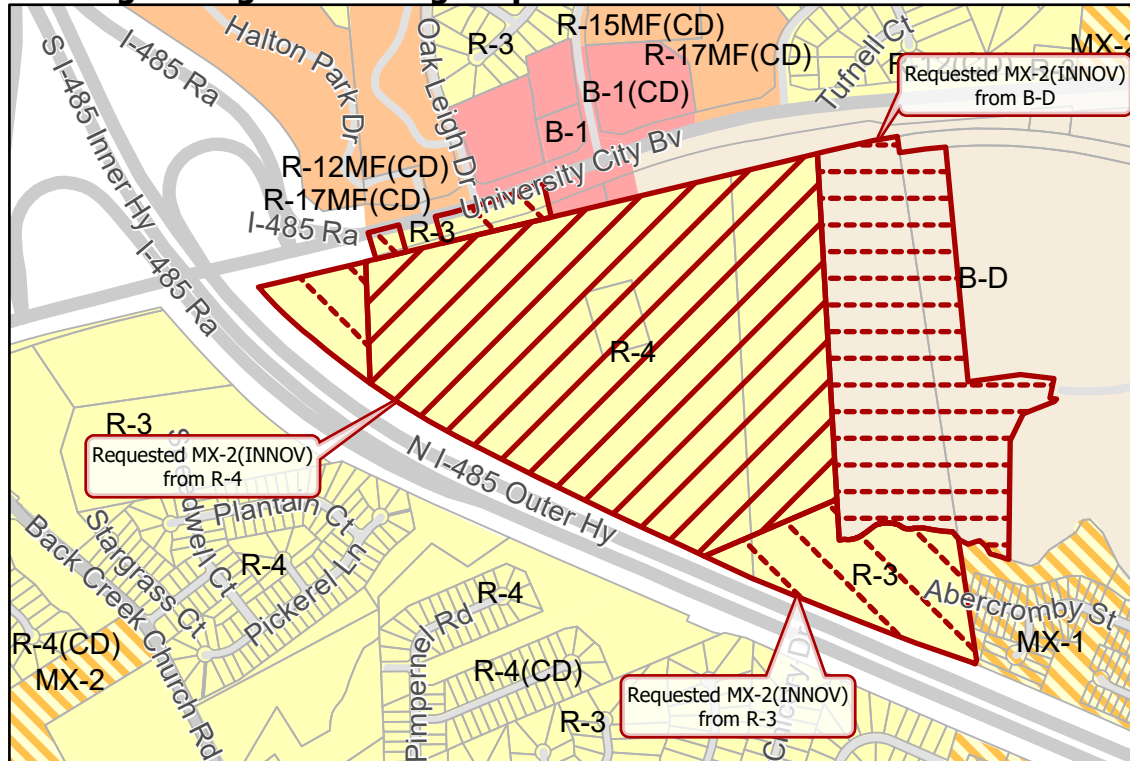 S I-485 Inner Hy
I-485 Ra
Halton Park Dr
Oak Leigh Dr
R-3
R-15MF(CD)
R-17MF(CD)
B-1(CD)
B-1
Tufnell Ct
MX-2
Requested MX-2(INNOV)
from B-D
University City Bv
R-12MF(CD)
R-17MF(CD)
I-485 Ra
R-3
I-485 Ra
B-D
R-4
R-3
Requested MX-2(INNOV)
from R-4
N I-485 Outer Hy
Speedwell Ct
Plantain Ct
Stargrass Ct
R-4
Pickerel Ln
Back Creek Church Rd
R-4(CD)
MX-2
Pimpernel Rd
R-4
R-4(CD)
R-3
R-3
Abercromby St
MX-1
Requested MX-2(INNOV)
from R-3